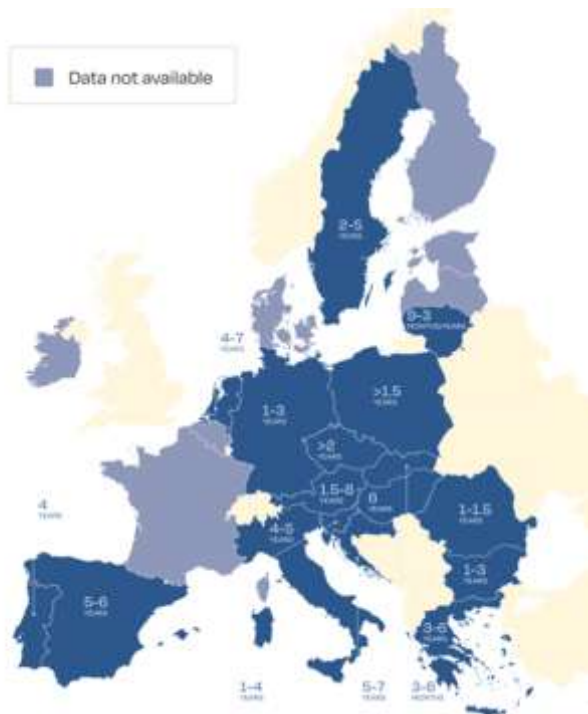 Data not available
2-5
YEARS
9-3
MONTHS/YEARS
4-7
YEARS
>1.5
YEARS
1-3
YEARS
>2
YEARS
1.5-8
YEARS
6
YEARS
4
YEARS
4-5
YEARS
1-1.5
YEARS
1-3
YEARS
5-6
YEARS
3-6
YEARS
1-4
YEARS
5-7
YEARS
3-6
MONTHS